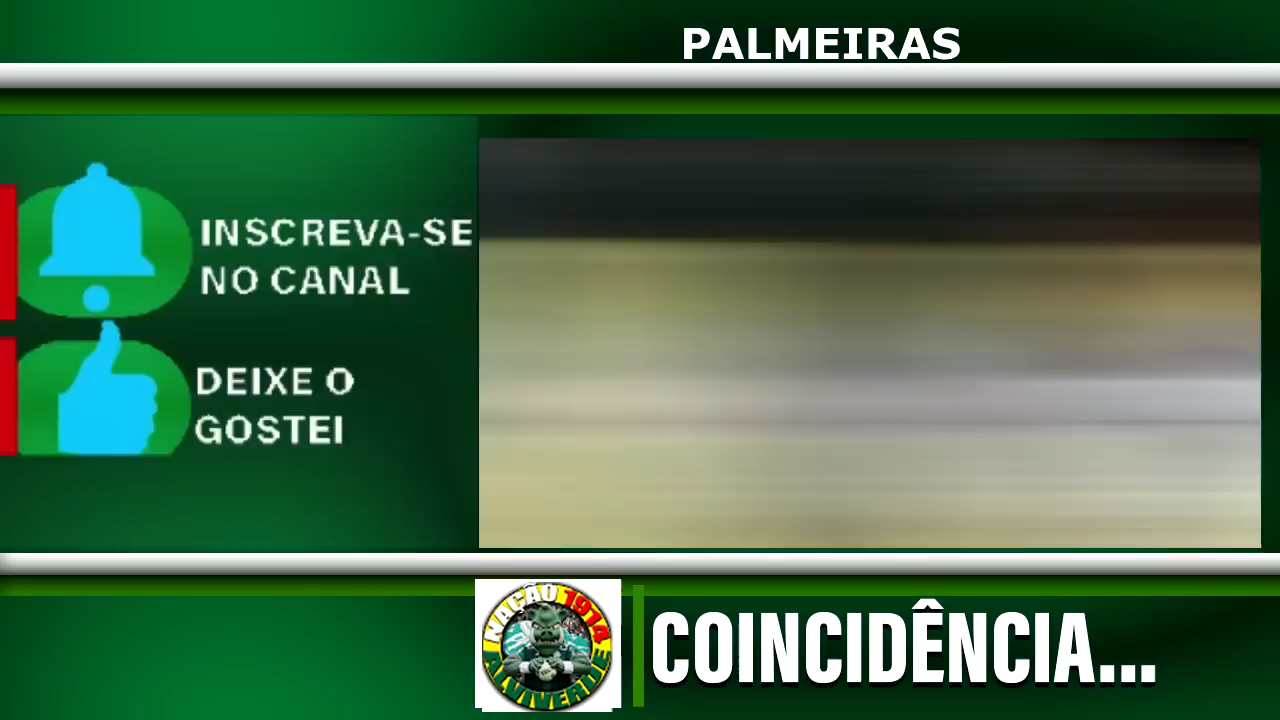 PALMEIRAS
INSCREVA-SE
NO CANAL
DEIXE O
GOSTEI
NAÇÃO 1914
ALVIVERDE
COINCIDÊNCIA...